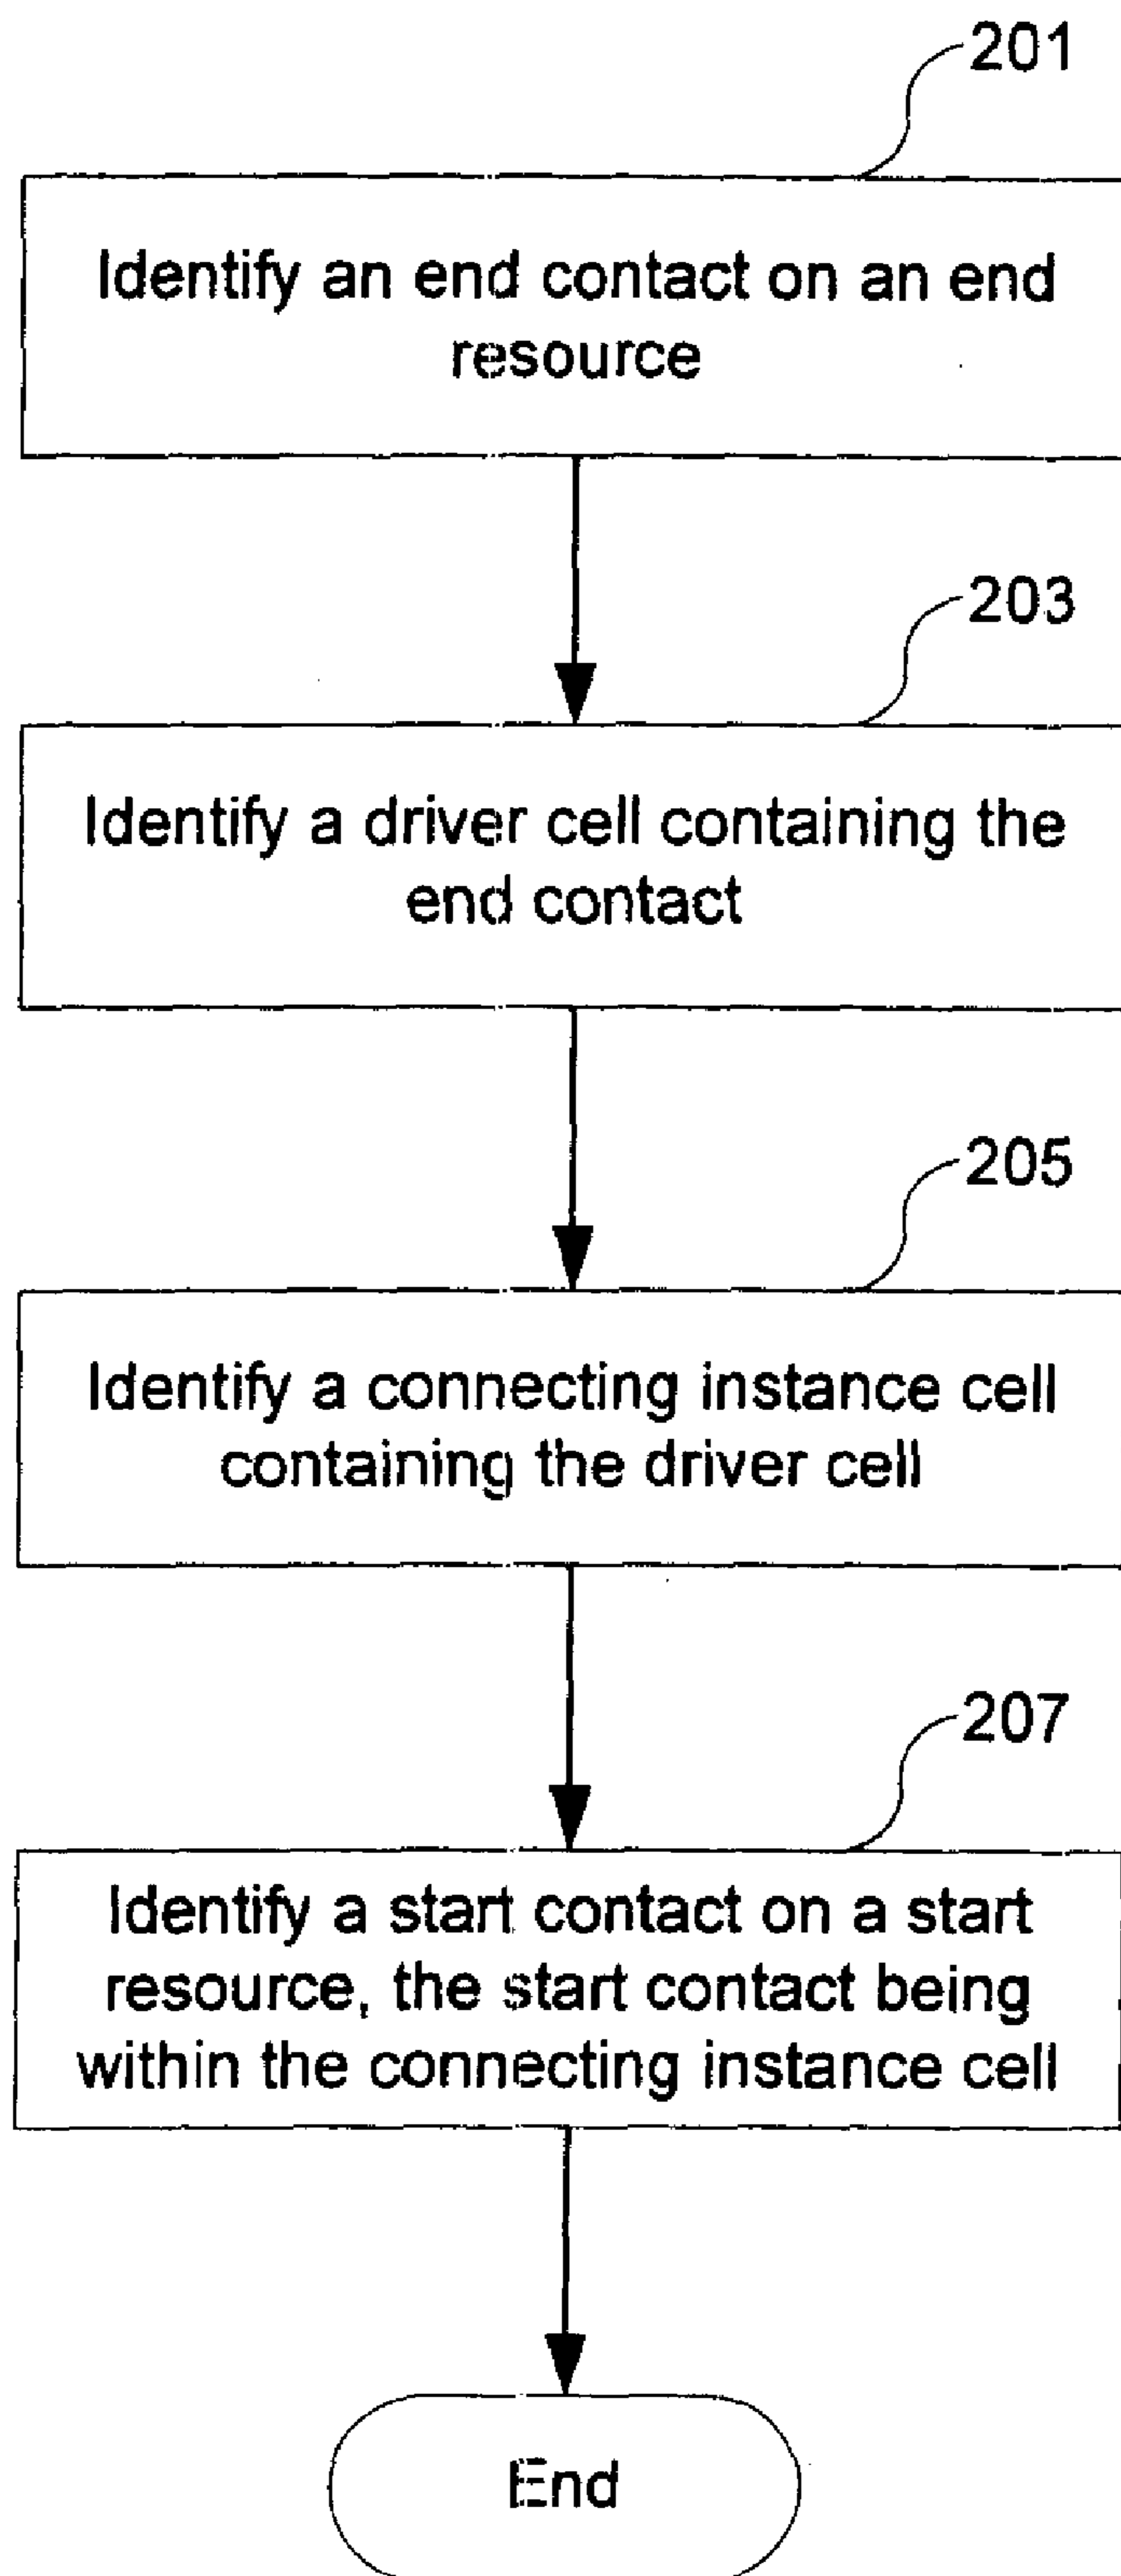 201
Identify an end contact on an end
resource
203
Identify a driver cell containing the
end contact
205
Identify a connecting instance cell
containing the driver cell
207
Identify a start contact on a start
resource, the start contact being
within the connecting instance cell
End